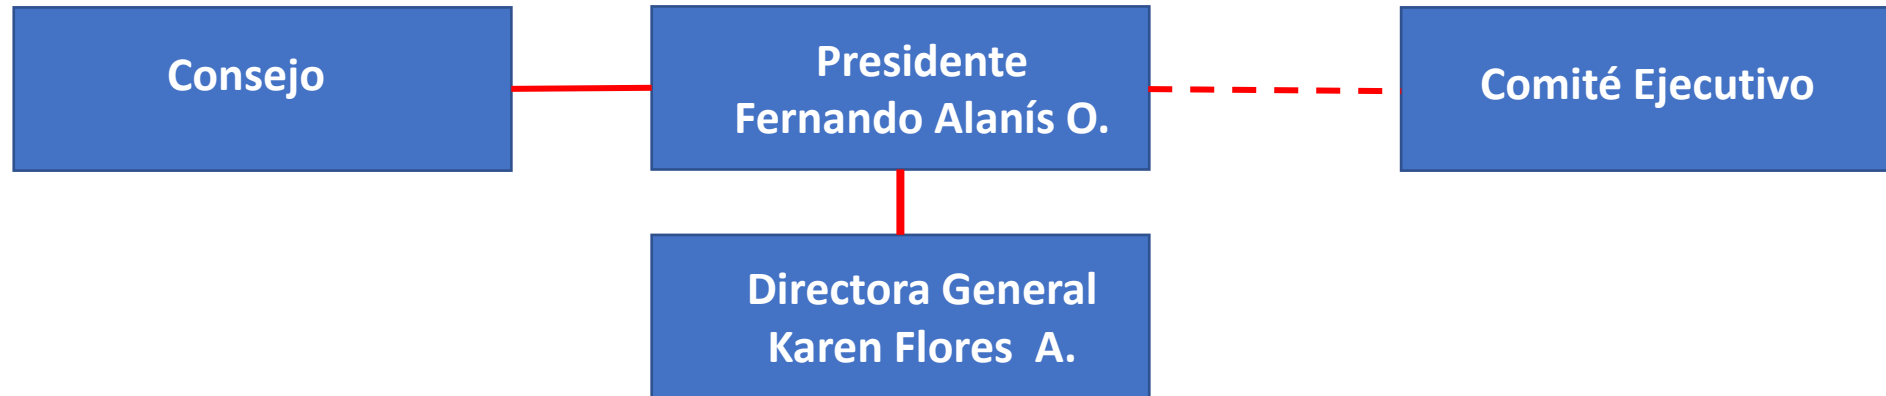 Consejo
Presidente
Fernando Alanís O.
Comité Ejecutivo
Directora General
Karen Flores  A.